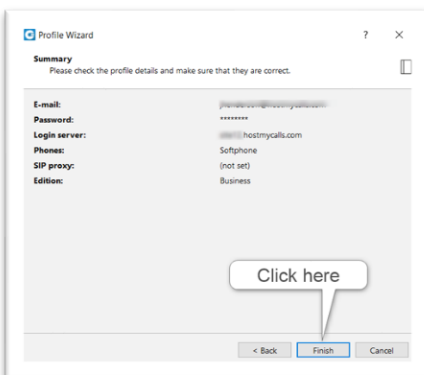 Profile Wizard ? ×
Summary
Please check the profile details and make sure that they are correct.
E-mail:
Password: ********
Login server: hostmycalls.com
Phones: Softphone
SIP proxy: (not set)
Edition: Business
Click here
< Back Finish Cancel